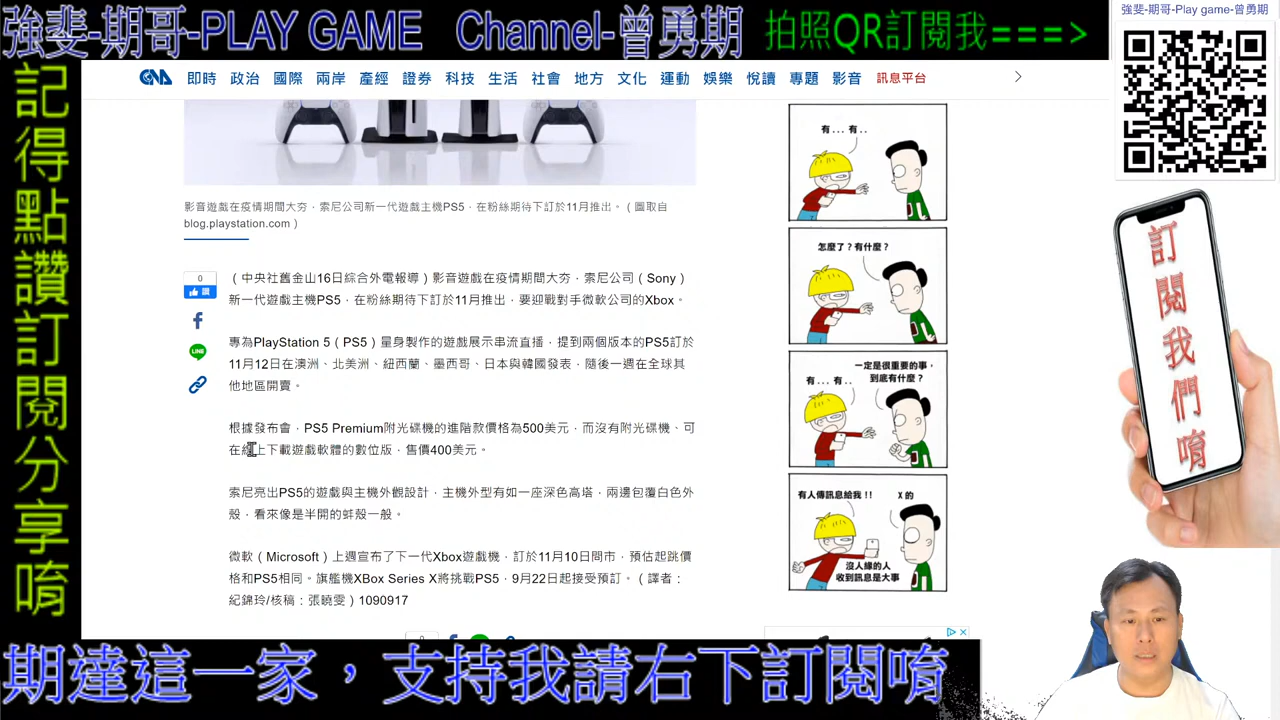 強斐-期哥-PLAY GAME Channel-曾勇期
拍照QR訂閱我===>
強斐-期哥-Play game-曾勇期
記得點讚訂閱分享唷
CNA 即時 政治 國際 兩岸 產經 證券 科技 生活 社會 地方 文化 運動 娛樂 悅讀 專題 影音 訊息平台
影音遊戲在疫情期間大夯，索尼公司新一代遊戲主機PS5，在粉絲期待下訂於11月推出。（圖取自
blog.playstation.com）
0
讚
（中央社舊金山16日綜合外電報導）影音遊戲在疫情期間大夯，索尼公司（Sony）
新一代遊戲主機PS5，在粉絲期待下訂於11月推出，要迎戰對手微軟公司的Xbox。
專為PlayStation 5（PS5）量身製作的遊戲展示串流直播，提到兩個版本的PS5訂於
11月12日在澳洲、北美洲、紐西蘭、墨西哥、日本與韓國發表，隨後一週在全球其
他地區開賣。
根據發布會，PS5 Premium附光碟機的進階款價格為500美元，而沒有附光碟機、可
在線上下載遊戲軟體的數位版，售價400美元。
索尼亮出PS5的遊戲與主機外觀設計，主機外型有如一座深色高塔，兩邊包覆白色外
殼，看來像是半開的蚌殼一般。
微軟（Microsoft）上週宣布了下一代Xbox遊戲機，訂於11月10日問市，預估起跳價
格和PS5相同。旗艦機XBox Series X將挑戰PS5，9月22日起接受預訂。（譯者：
紀錦玲/核稿：張曉雯）1090917
LINE
有...有..
怎麼了？有什麼？
一定是很重要的事，
到底有什麼？
有...有..
有人傳訊息給我!!
X的
沒人緣的人
收到訊息是大事
訂閱我們唷
期達這一家，支持我請右下訂閱唷